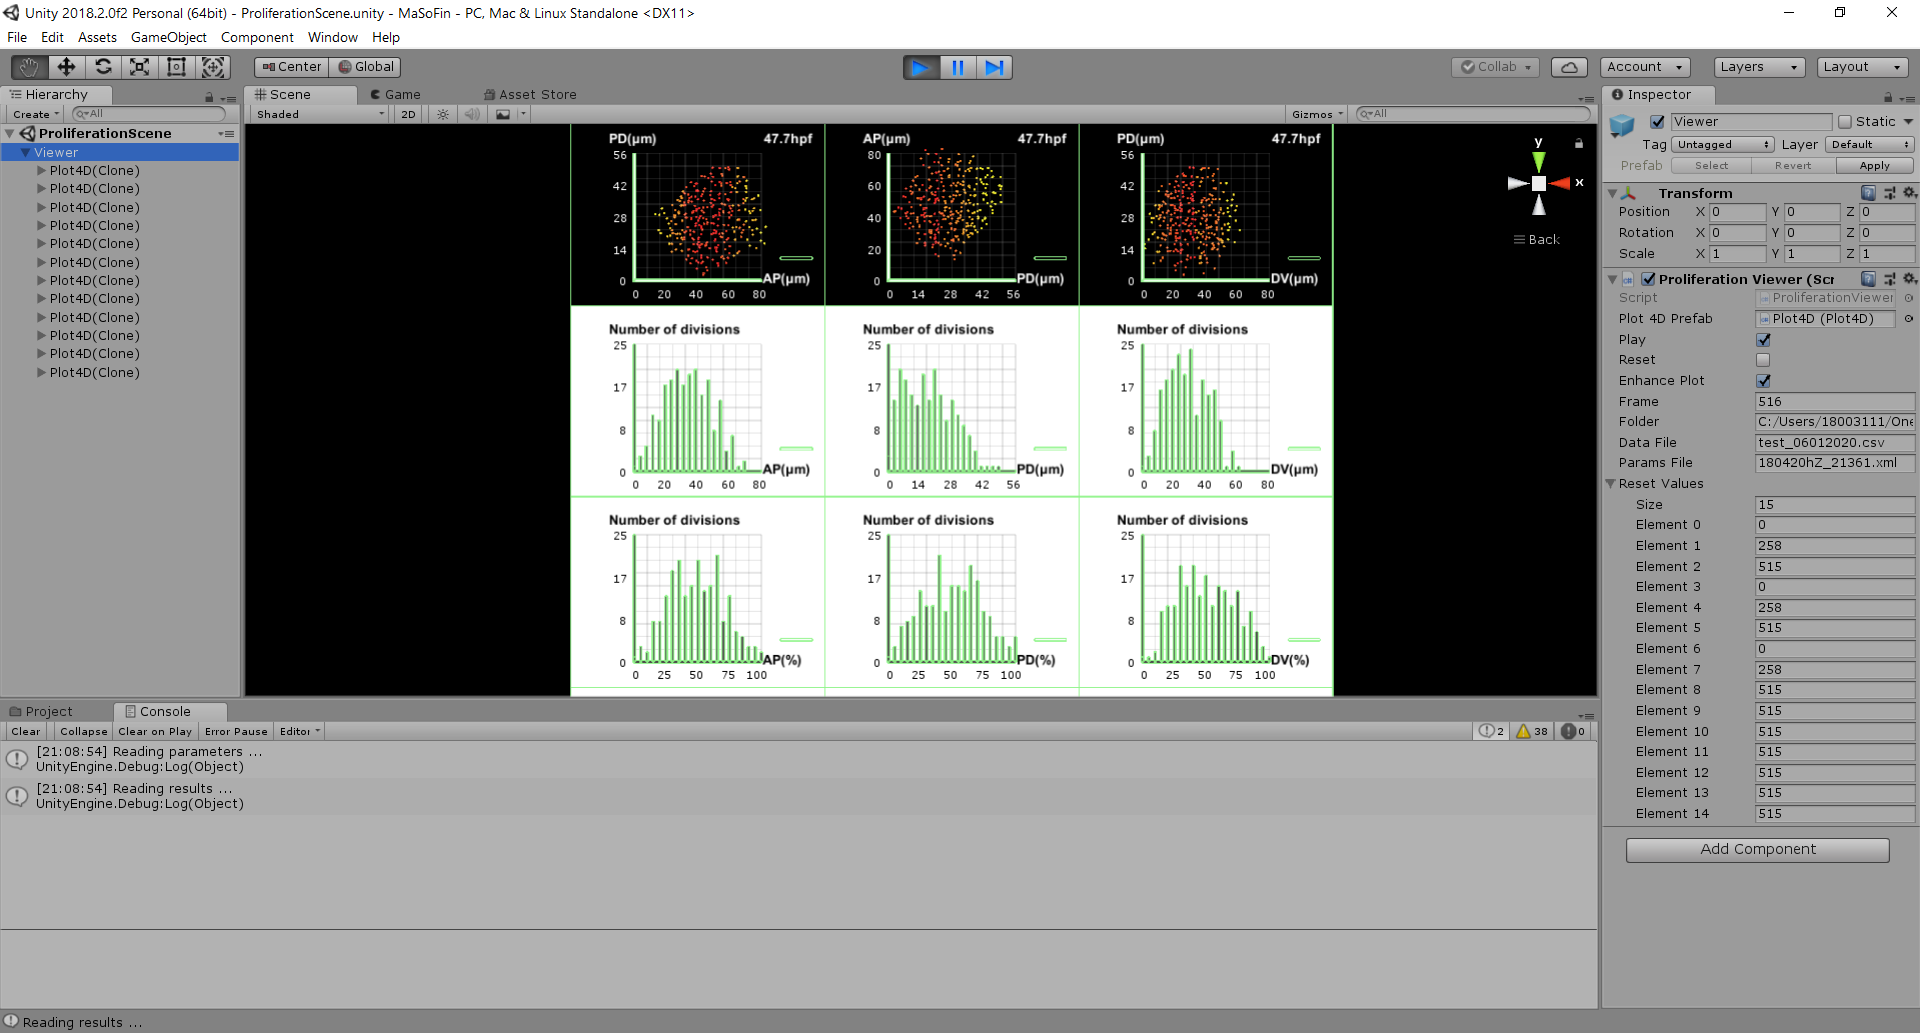 Unity 2018.2.0f2 Personal (64bit) - ProliferationScene.unity - MaSoFin - PC, Mac & Linux Standalone <DX11>
File Edit Assets GameObject Component Window Help
Center Global
Collab Account Layers Layout
Hierarchy
Create All
ProliferationScene
Viewer
Plot4D(Clone)
Plot4D(Clone)
Plot4D(Clone)
Plot4D(Clone)
Plot4D(Clone)
Plot4D(Clone)
Plot4D(Clone)
Plot4D(Clone)
Plot4D(Clone)
Plot4D(Clone)
Plot4D(Clone)
Plot4D(Clone)
Scene Game Asset Store
Shaded 2D Gizmos All
PD(µm) 47.7hpf
56
42
28
14
0
AP(µm)
0 20 40 60 80
AP(µm) 47.7hpf
80
60
40
20
0
PD(µm)
0 14 28 42 56
PD(µm) 47.7hpf
56
42
28
14
0
DV(µm)
0 20 40 60 80
Number of divisions
25
17
8
0
AP(µm)
0 20 40 60 80
Number of divisions
25
17
8
0
PD(µm)
0 14 28 42 56
Number of divisions
25
17
8
0
DV(µm)
0 20 40 60 80
Number of divisions
25
17
8
0
AP(%)
0 25 50 75 100
Number of divisions
25
17
8
0
PD(%)
0 25 50 75 100
Number of divisions
25
17
8
0
DV(%)
0 25 50 75 100
y
x
Back
Project Console
Clear Collapse Clear on Play Error Pause Editor 2 38 0
[21:08:54] Reading parameters ...
UnityEngine.Debug:Log(Object)
[21:08:54] Reading results ...
UnityEngine.Debug:Log(Object)
Reading results ...
Inspector
Viewer Static
Tag Untagged Layer Default
Prefab Select Revert Apply
Transform
Position X 0 Y 0 Z 0
Rotation X 0 Y 0 Z 0
Scale X 1 Y 1 Z 1
Proliferation Viewer (Scr
Script ProliferationViewer
Plot 4D Prefab Plot4D (Plot4D)
Play
Reset
Enhance Plot
Frame 516
Folder C:/Users/18003111/One
Data File test_06012020.csv
Params File 180420hZ_21361.xml
Reset Values
Size 15
Element 0 0
Element 1 258
Element 2 515
Element 3 0
Element 4 258
Element 5 515
Element 6 0
Element 7 258
Element 8 515
Element 9 515
Element 10 515
Element 11 515
Element 12 515
Element 13 515
Element 14 515
Add Component